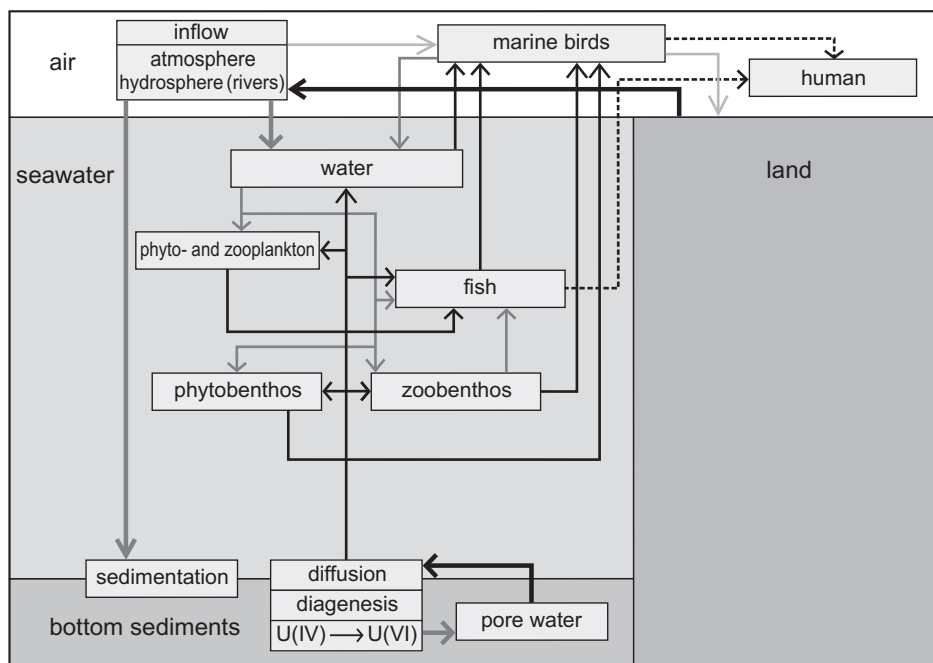 inflow
atmosphere
hydrosphere (rivers)
air
marine birds
human
seawater
water
land
phyto- and zooplankton
fish
phytobenthos
zoobenthos
sedimentation
diffusion
diagenesis
U(IV) → U(VI)
pore water
bottom sediments